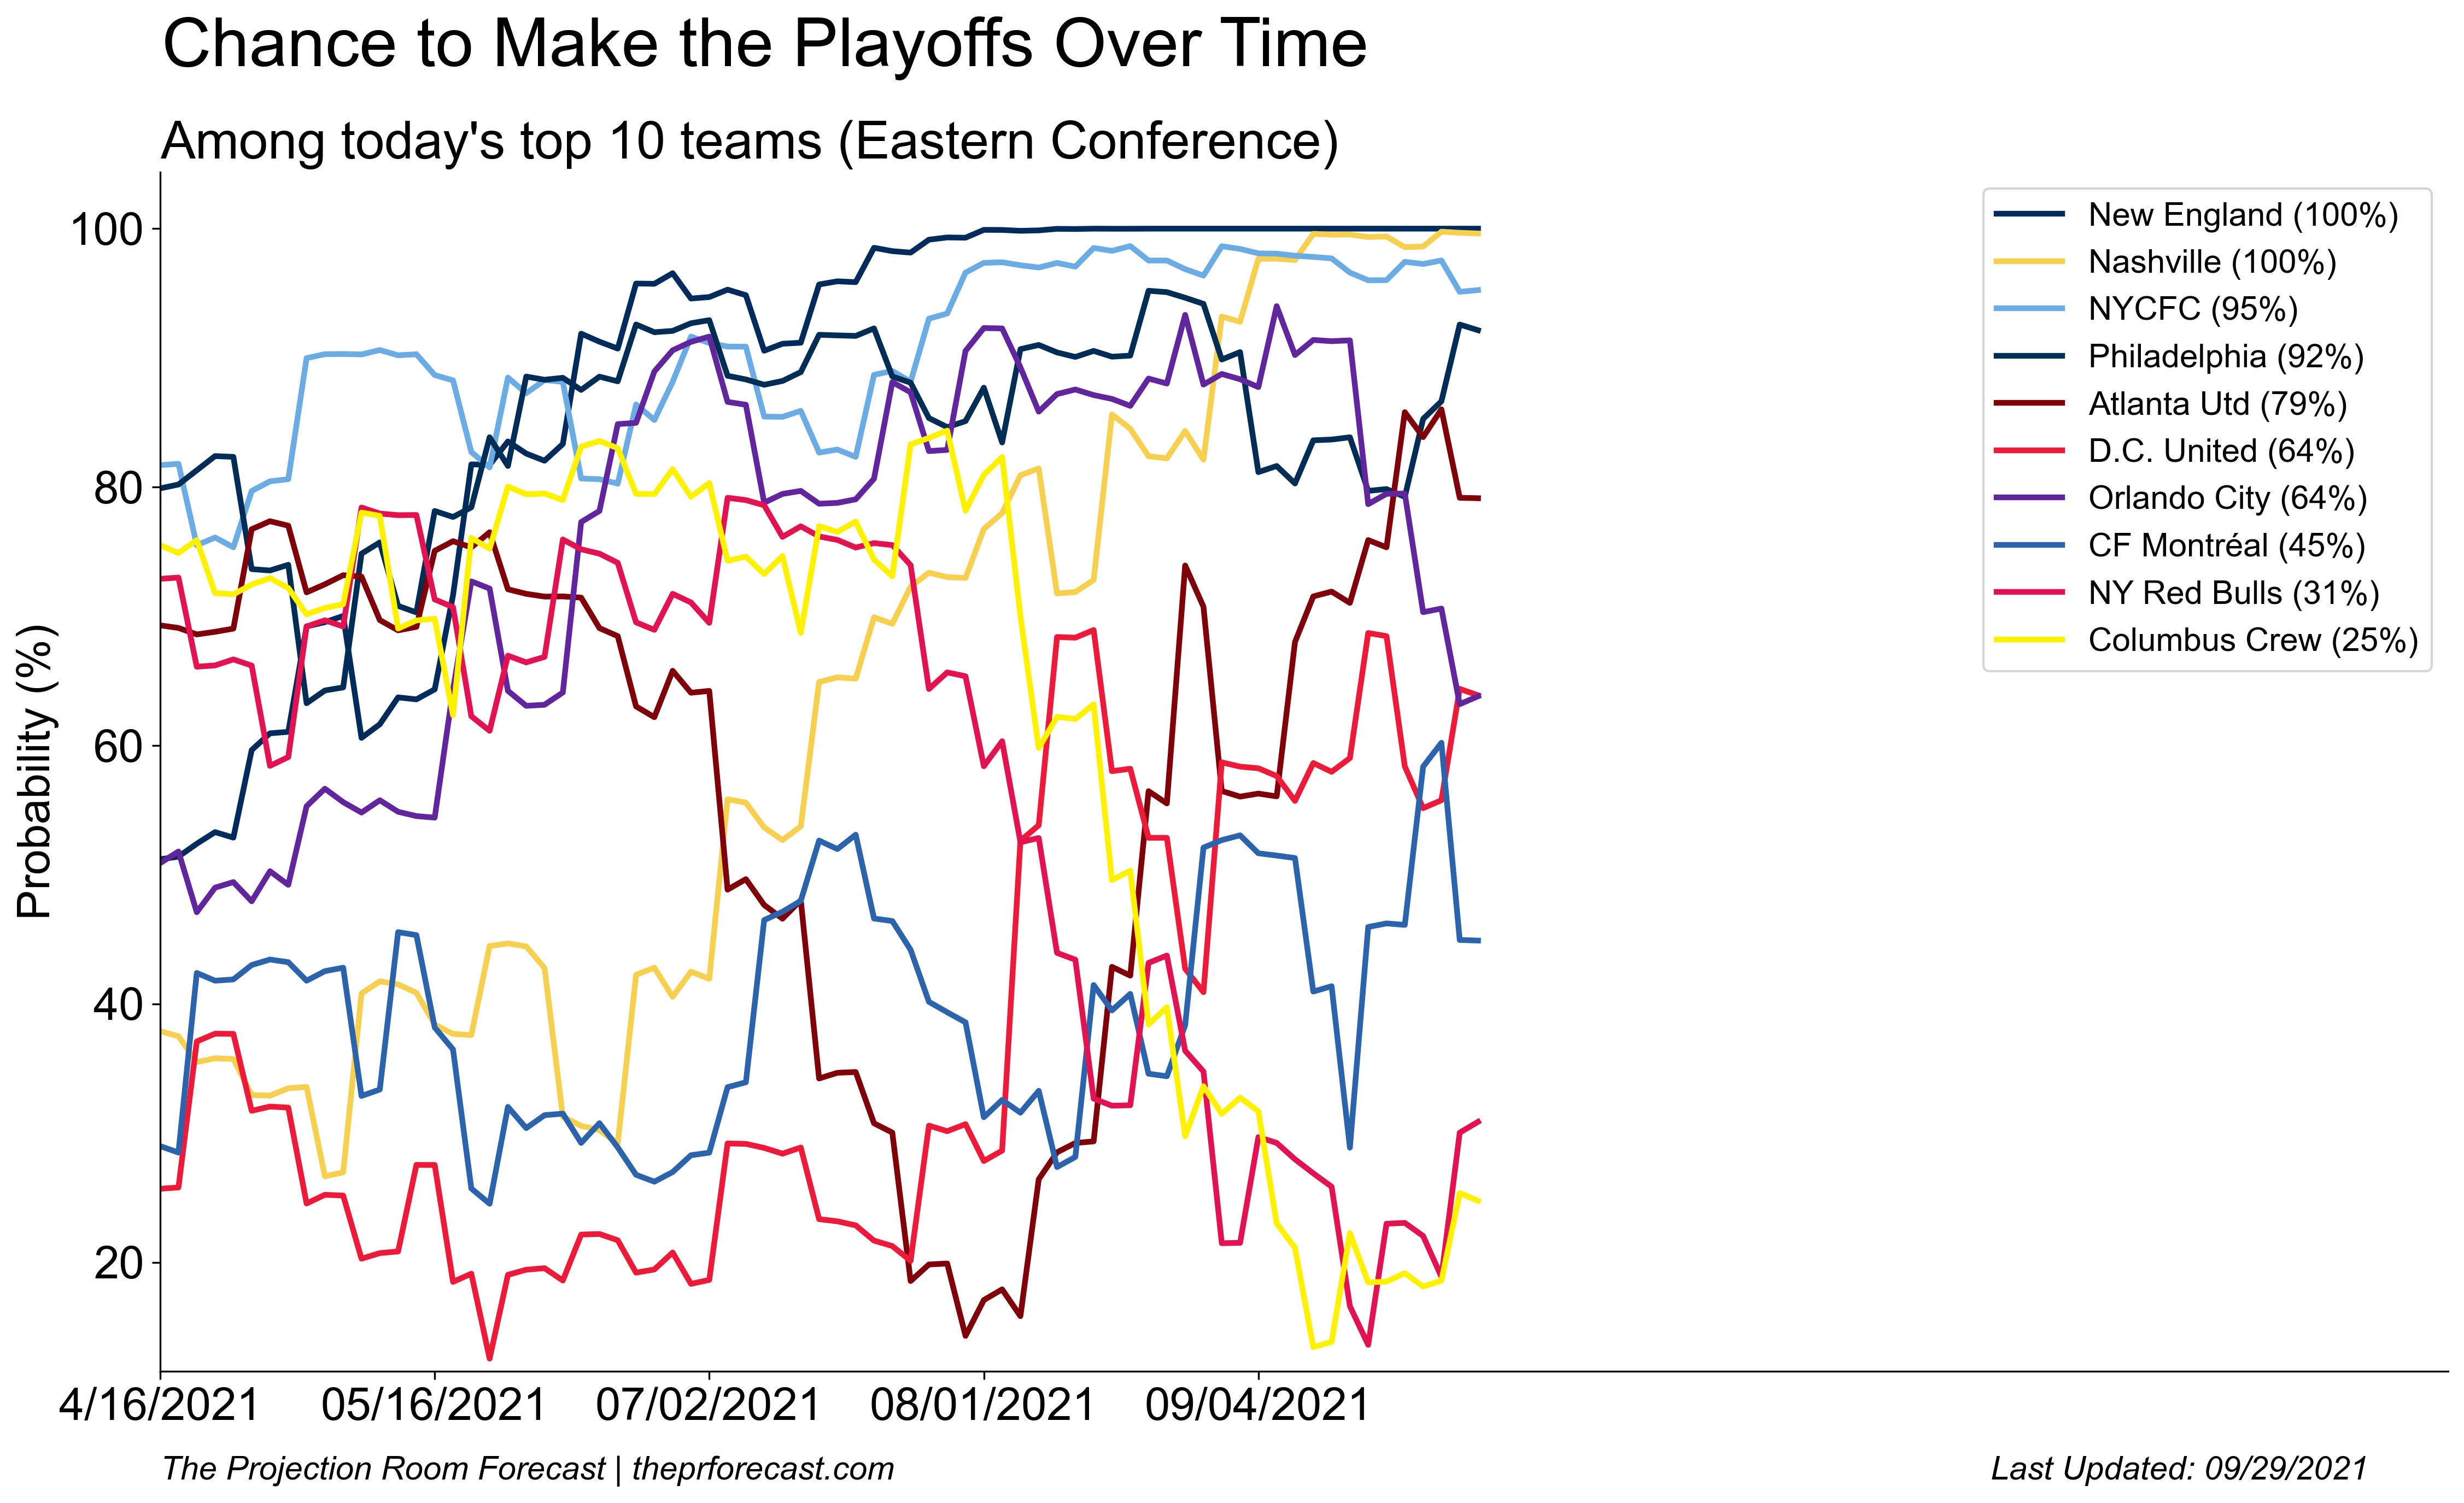 Chance to Make the Playoffs Over Time
Among today's top 10 teams (Eastern Conference)
100
80
60
40
20
Probability (%)
New England (100%)
Nashville (100%)
NYCFC (95%)
Philadelphia (92%)
Atlanta Utd (79%)
D.C. United (64%)
Orlando City (64%)
CF Montréal (45%)
NY Red Bulls (31%)
Columbus Crew (25%)
4/16/2021 05/16/2021 07/02/2021 08/01/2021 09/04/2021
The Projection Room Forecast | theprforecast.com
Last Updated: 09/29/2021